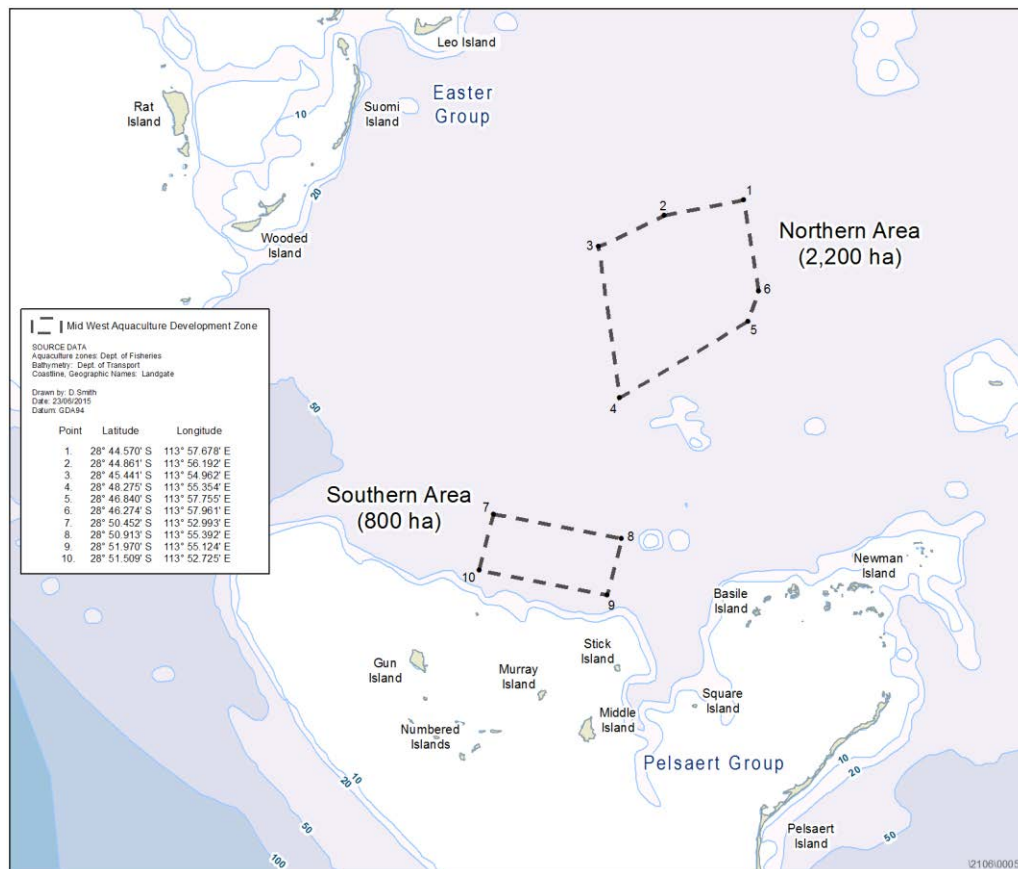 Leo Island
Easter
Group
Rat
Island
10
Suomi
Island
20
Wooded
Island
1
2
3
Northern Area
(2,200 ha)
6
5
4
Mid West Aquaculture Development Zone
SOURCE DATA
Aquaculture zones: Dept. of Fisheries
Bathymetry: Dept. of Transport
Coastline, Geographic Names: Landgate
Drawn by: D Smith
Date: 23/06/2015
Datum: GDA94
Point Latitude Longitude
1. 28° 44.570' S 113° 57.678' E
2. 28° 44.861' S 113° 56.192' E
3. 28° 45.441' S 113° 54.962' E
4. 28° 48.275' S 113° 55.354' E
5. 28° 46.840' S 113° 57.755' E
6. 28° 46.274' S 113° 57.961' E
7. 28° 50.452' S 113° 52.993' E
8. 28° 50.913' S 113° 55.392' E
9. 28° 51.970' S 113° 55.124' E
10. 28° 51.509' S 113° 52.725' E
50
Southern Area
(800 ha)
7
8
10
9
Newman
Island
Basile
Island
Stick
Island
Gun
Island
Murray
Island
Square
Island
Middle
Island
Numbered
Islands
Pelsaert Group
10
20
10
20
50
100
Pelsaert
Island
50
\2106\0005